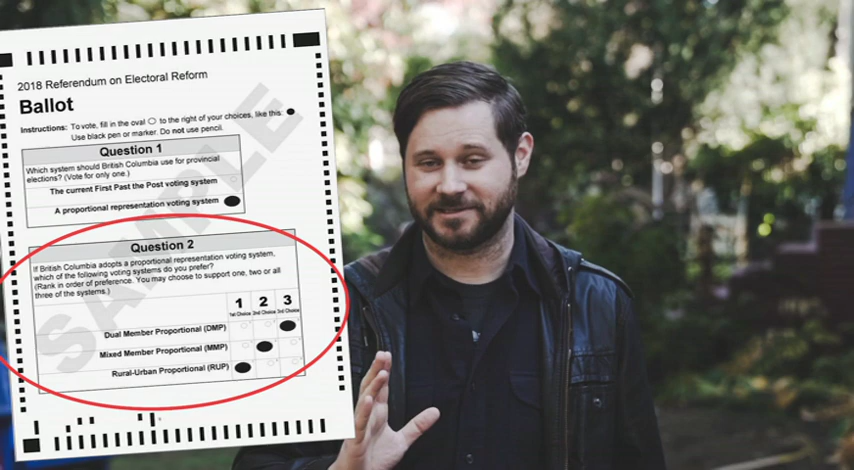 2018 Referendum on Electoral Reform
Ballot
Instructions: To vote, fill in the oval to the right of your choices, like this:
Use black pen or marker. Do not use pencil.
Question 1
Which system should British Columbia use for provincial
elections? (Vote for only one.)
The current First Past the Post voting system
A proportional representation voting system
Question 2
If British Columbia adopts a proportional representation voting system,
which of the following voting systems do you prefer?
(Rank in order of preference. You may choose to support one, two or all
three of the systems.)
1 2 3
1st Choice 2nd Choice 3rd Choice
Dual Member Proportional (DMP)
Mixed Member Proportional (MMP)
Rural-Urban Proportional (RUP)
SAMPLE